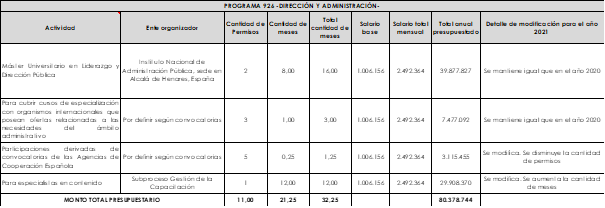 PROGRAMA 926 -DIRECCIÓN Y ADMINISTRACIÓN-
Actividad
Ente organizador
Cantidad de Permisos
Cantidad de meses
Total cantidad de meses
Salario base
Salario total mensual
Total anual presupuestado
Detalle de modificación para el año 2021
Máster Universitario en Liderazgo y Dirección Pública
Instituto Nacional de Administración Pública, sede en Alcalá de Henares, España
2
8,00
16,00
1.006.156
2.492.364
39.877.827
Se mantiene igual que en el año 2020
Para cubrir cusos de especialización con organismos internacionales que posean ofertas relacionadas a las necesidades del ámbito administrativo
Por definir según convocatorias
3
1,00
3,00
1.006.156
2.492.364
7.477.092
Se mantiene igual que en el año 2020
Participaciones derivadas de convocatorias de las Agencias de Cooperación Española
Por definir según convocatorias
5
0,25
1,25
1.006.156
2.492.364
3.115.455
Se modifica. Se disminuye la cantidad de permisos
Para especialistas en contenido
Subproceso Gestión de la Capacitación
1
12,00
12,00
1.006.156
2.492.364
29.908.370
Se modifica. Se aumenta la cantidad de meses
MONTO TOTAL PRESUPUESTARIO
11,00
21,25
32,25
80.378.744